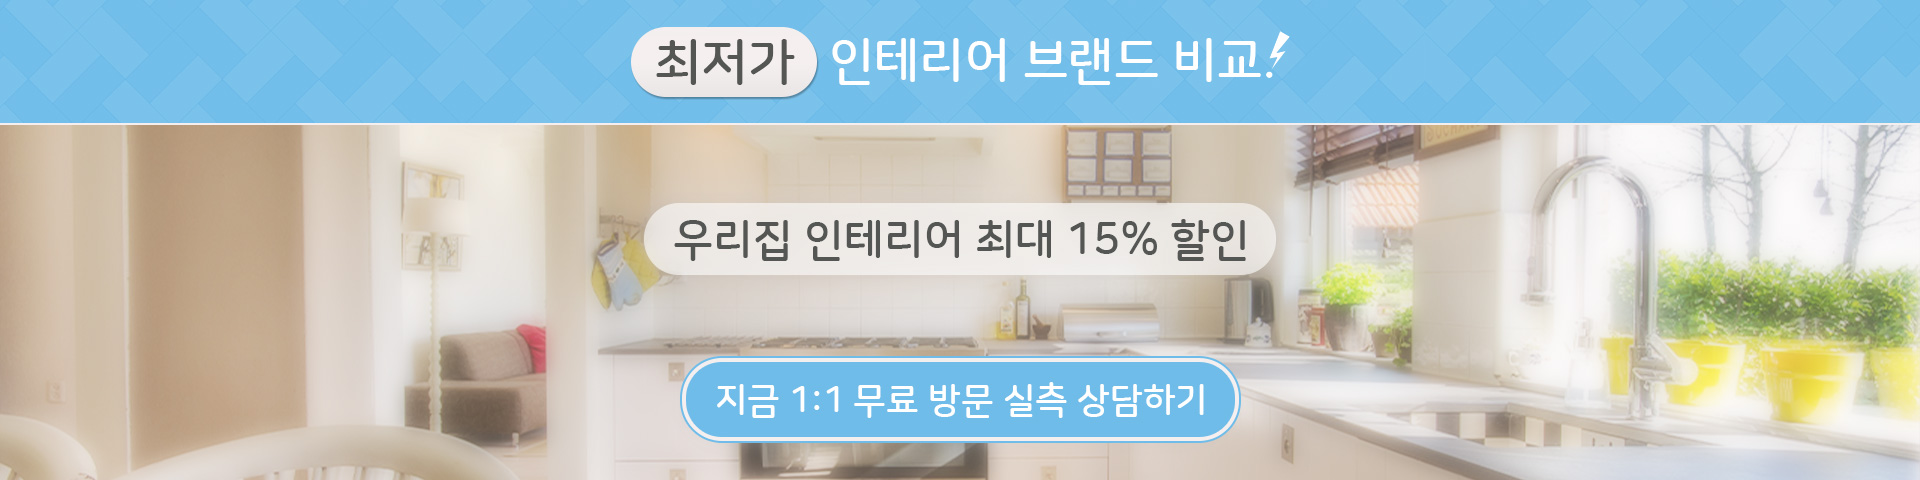 최저가 인테리어 브랜드 비교!
우리집 인테리어 최대 15% 할인
지금 1:1 무료 방문 실측 상담하기